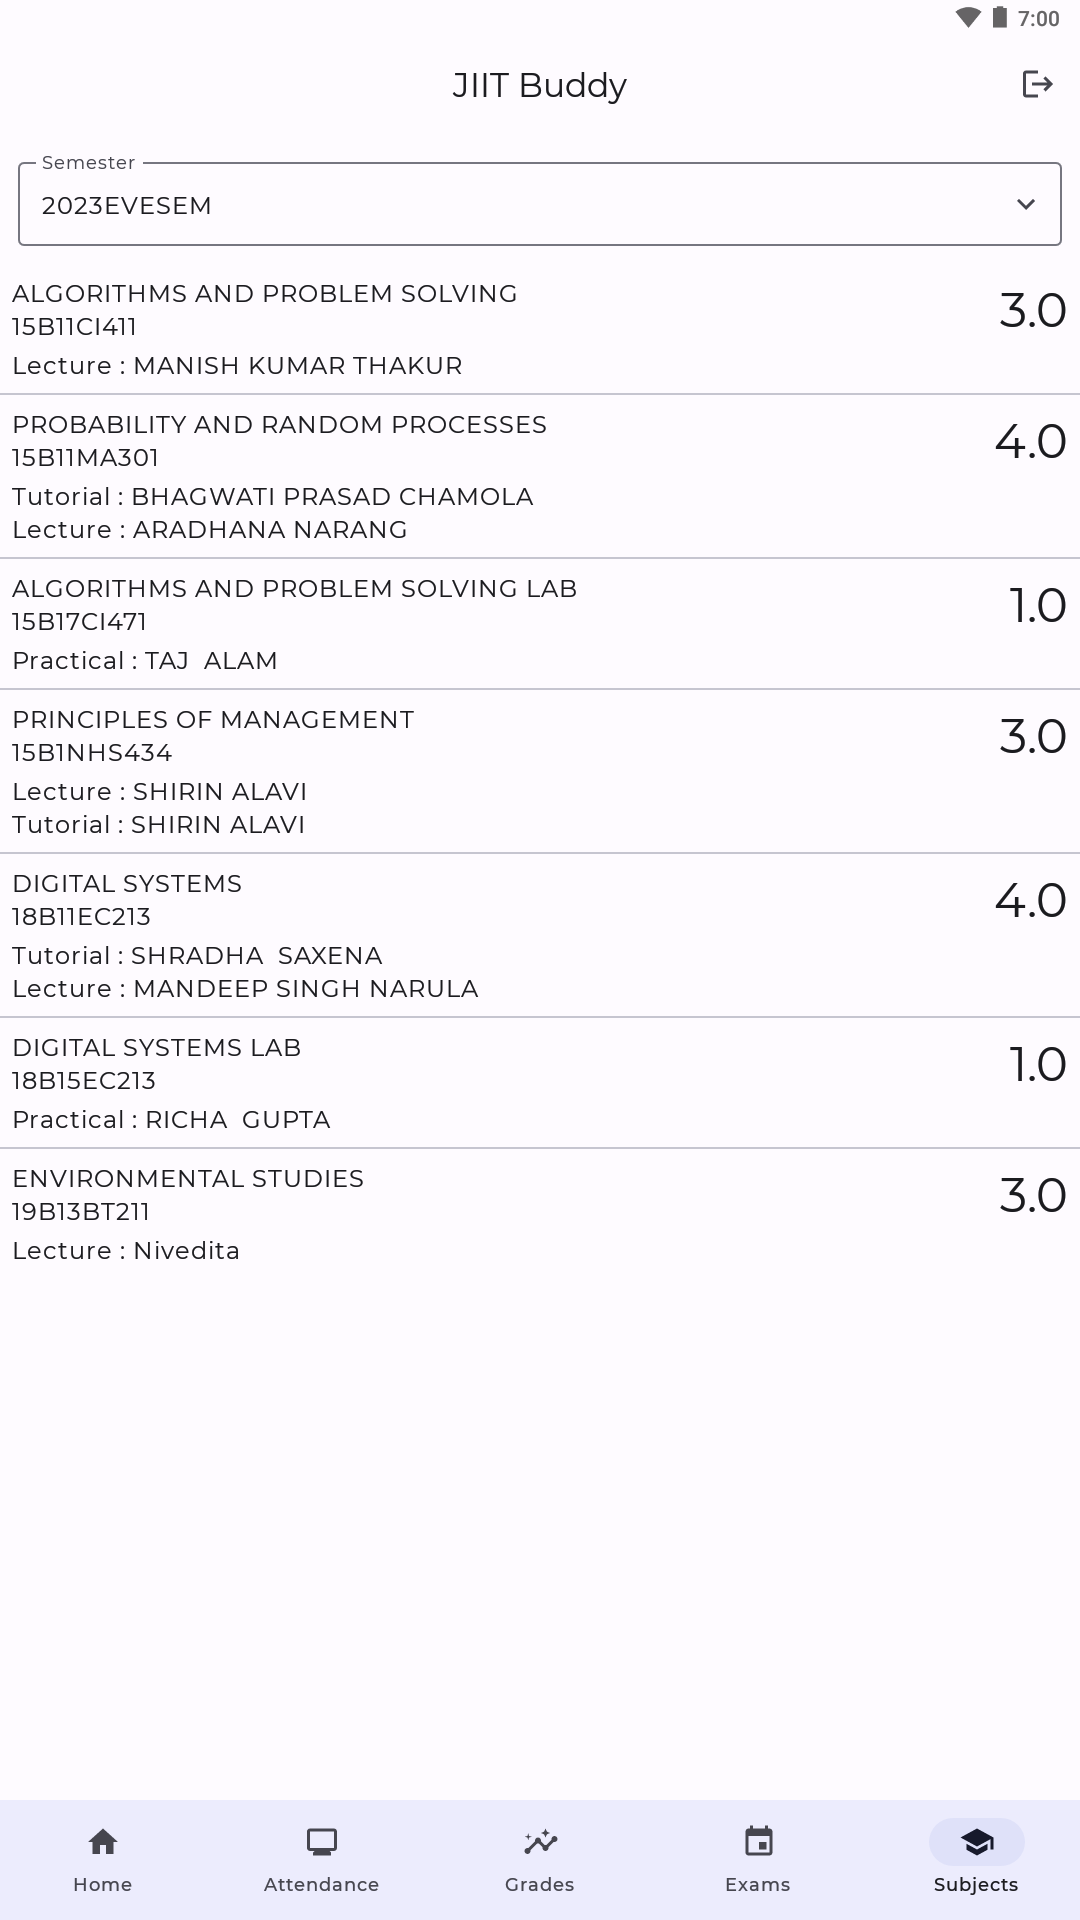 7:00
JIIT Buddy
Semester
2023EVESEM
ALGORITHMS AND PROBLEM SOLVING
15B11CI411
3.0
Lecture : MANISH KUMAR THAKUR
PROBABILITY AND RANDOM PROCESSES
15B11MA301
4.0
Tutorial : BHAGWATI PRASAD CHAMOLA
Lecture : ARADHANA NARANG
ALGORITHMS AND PROBLEM SOLVING LAB
15B17CI471
1.0
Practical : TAJ  ALAM
PRINCIPLES OF MANAGEMENT
15B1NHS434
3.0
Lecture : SHIRIN ALAVI
Tutorial : SHIRIN ALAVI
DIGITAL SYSTEMS
18B11EC213
4.0
Tutorial : SHRADHA  SAXENA
Lecture : MANDEEP SINGH NARULA
DIGITAL SYSTEMS LAB
18B15EC213
1.0
Practical : RICHA  GUPTA
ENVIRONMENTAL STUDIES
19B13BT211
3.0
Lecture : Nivedita
Home
Attendance
Grades
Exams
Subjects